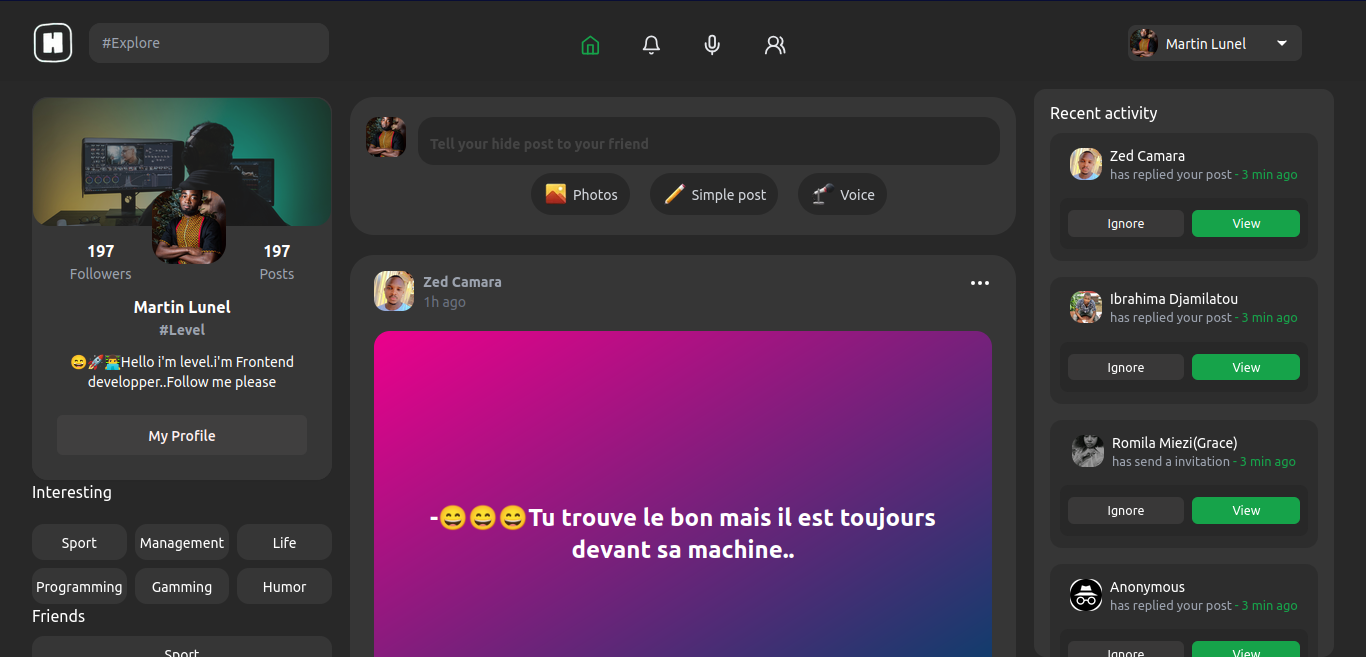 H
#Explore
Martin Lunel
197
Followers
197
Posts
Martin Lunel
#Level
😄🚀👨‍💻Hello i'm level.i'm Frontend
developper..Follow me please
My Profile
Interesting
Sport
Management
Life
Programming
Gamming
Humor
Friends
Sport
Tell your hide post to your friend
Photos
Simple post
Voice
Zed Camara
1h ago
-😄😄😄Tu trouve le bon mais il est toujours
devant sa machine..
Recent activity
Zed Camara
has replied your post - 3 min ago
Ignore
View
Ibrahima Djamilatou
has replied your post - 3 min ago
Ignore
View
Romila Miezi(Grace)
has send a invitation - 3 min ago
Ignore
View
Anonymous
has replied your post - 3 min ago
Ignore
View